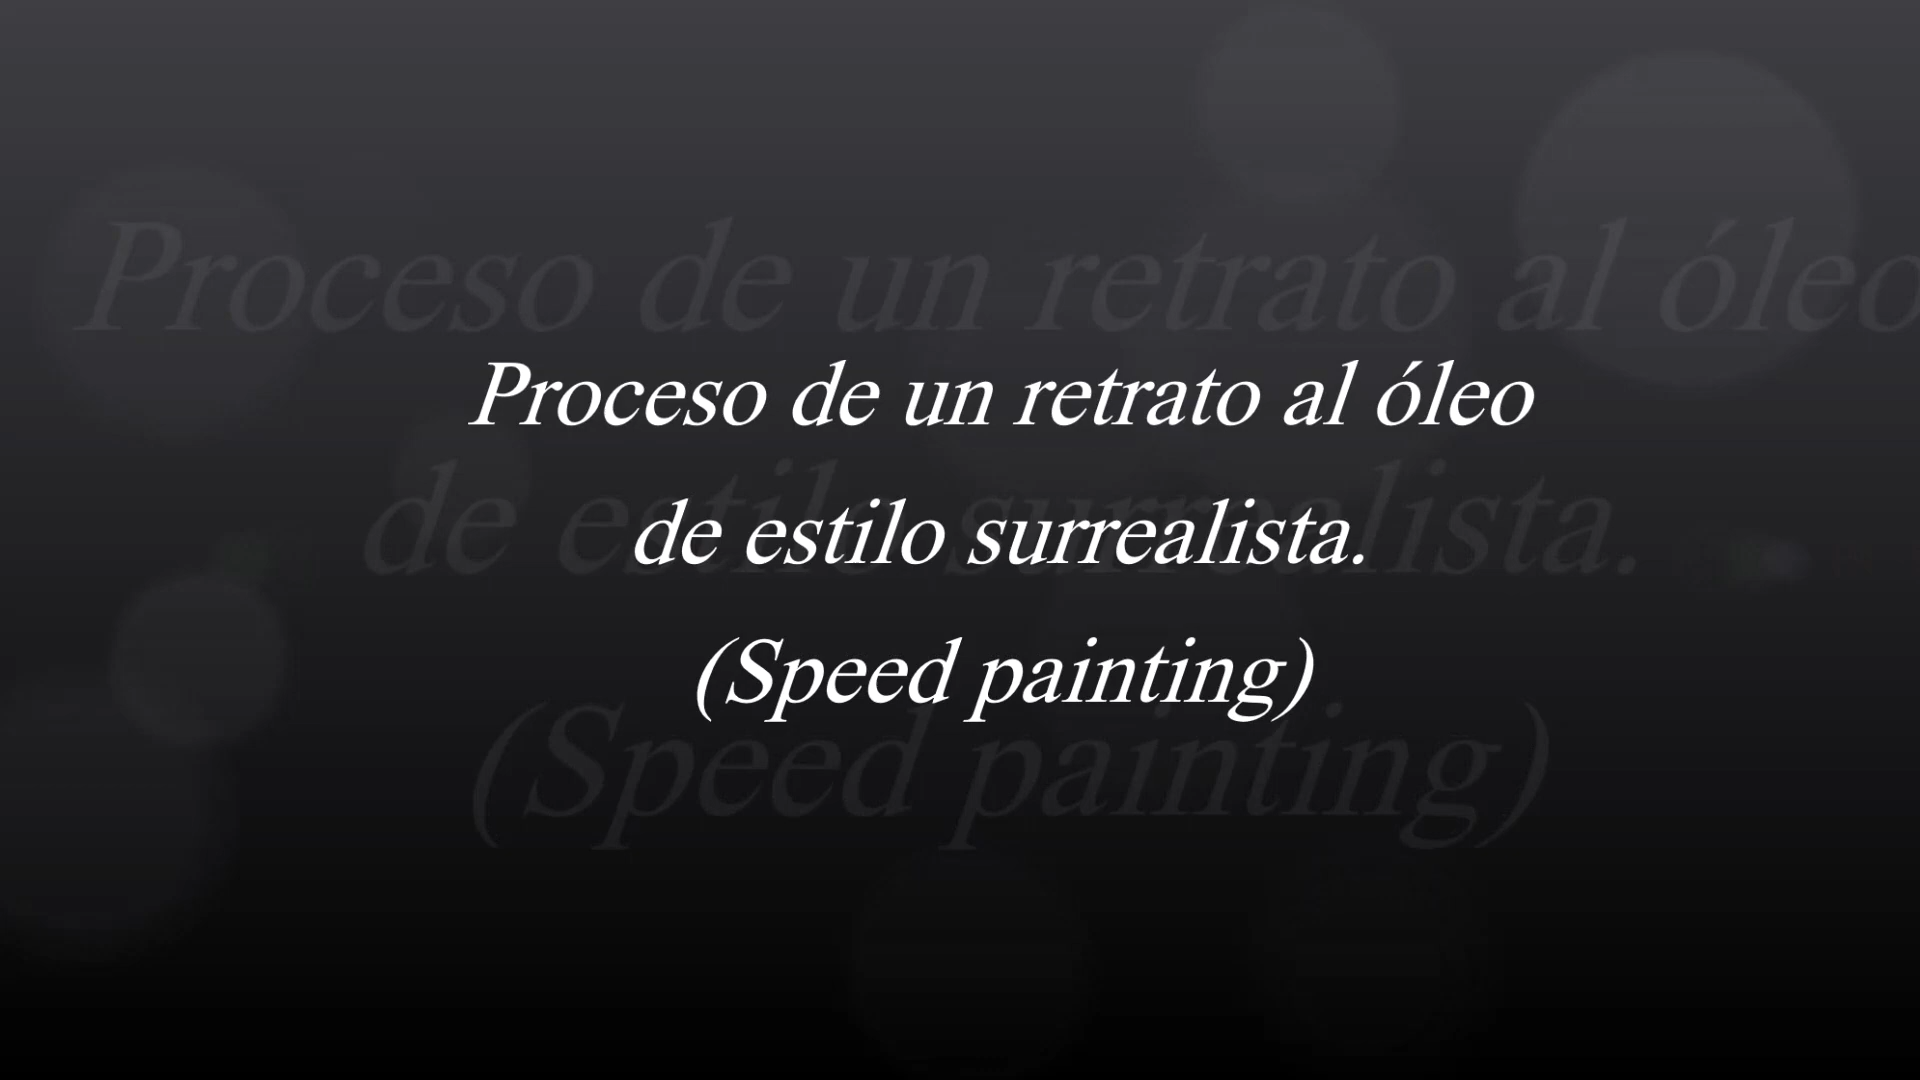 Proceso de un retrato al óleo
de estilo surrealista.
(Speed painting)